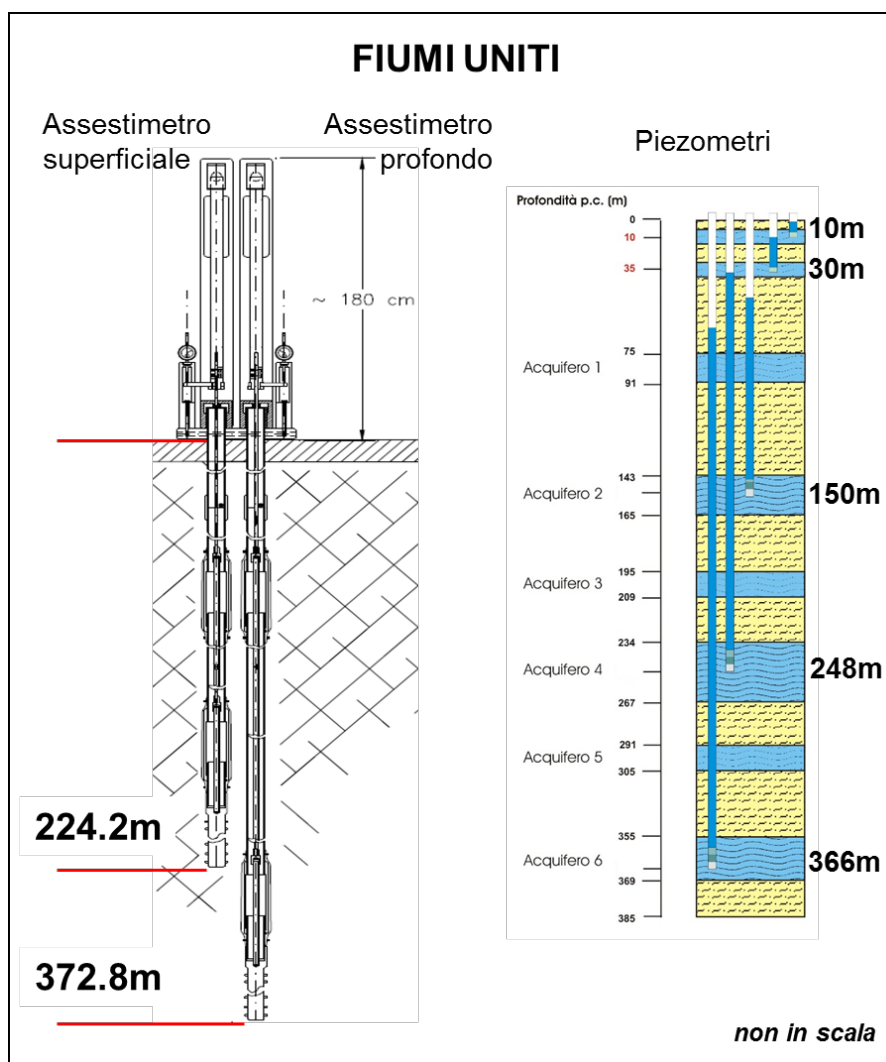 FIUMI UNITI
Assestimetro
superficiale
Assestimetro
profondo
Piezometri
~ 180 cm
224.2m
372.8m
Profondità p.c. (m)
0
10
35
75
91
143
165
195
209
234
267
291
305
355
369
385
Acquifero 1
Acquifero 2
Acquifero 3
Acquifero 4
Acquifero 5
Acquifero 6
10m
30m
150m
248m
366m
non in scala